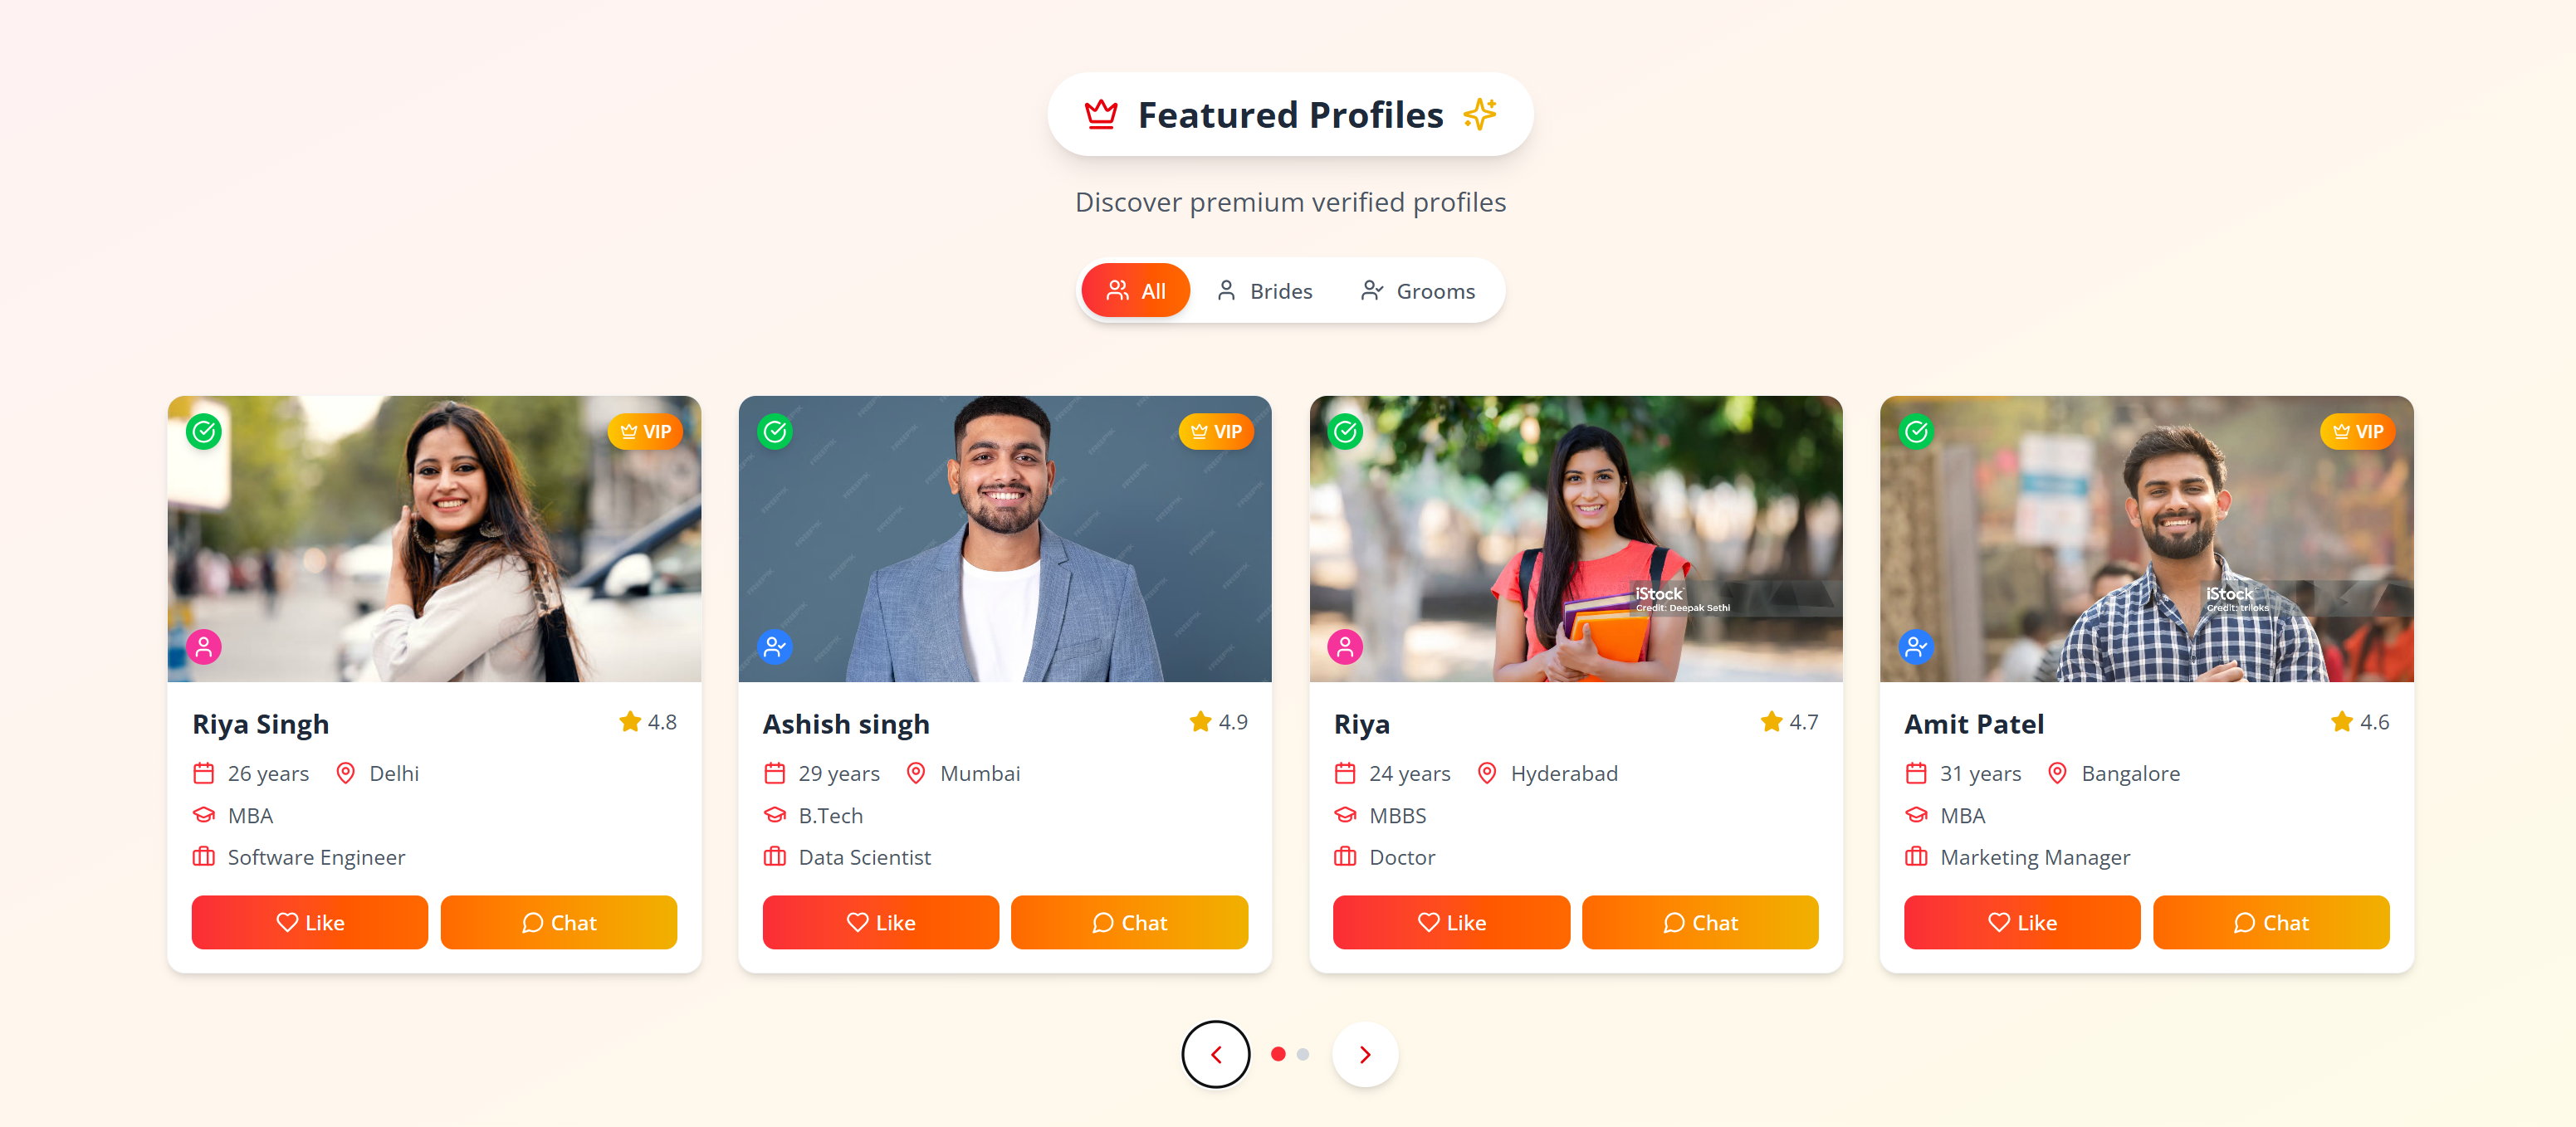 Featured Profiles
Discover premium verified profiles
All Brides Grooms
VIP
VIP
VIP
FREEPIK
iStock
Credit: Deepak Sethi
iStock
Credit: triloks
Riya Singh 4.8
26 years Delhi
MBA
Software Engineer
Like Chat
Ashish singh 4.9
29 years Mumbai
B.Tech
Data Scientist
Like Chat
Riya 4.7
24 years Hyderabad
MBBS
Doctor
Like Chat
Amit Patel 4.6
31 years Bangalore
MBA
Marketing Manager
Like Chat